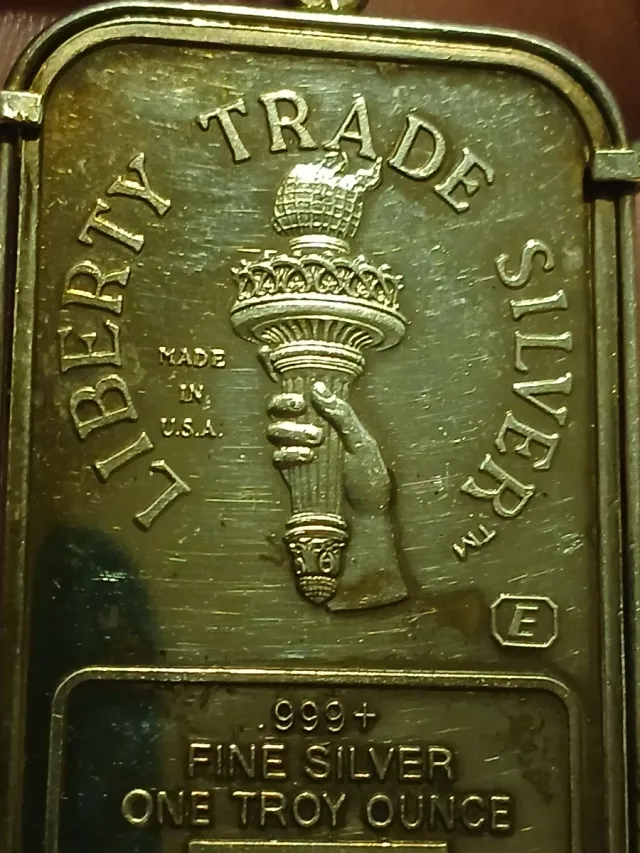 LIBERTY TRADE SILVER™
MADE
IN
U.S.A.
E
.999+
FINE SILVER
ONE TROY OUNCE